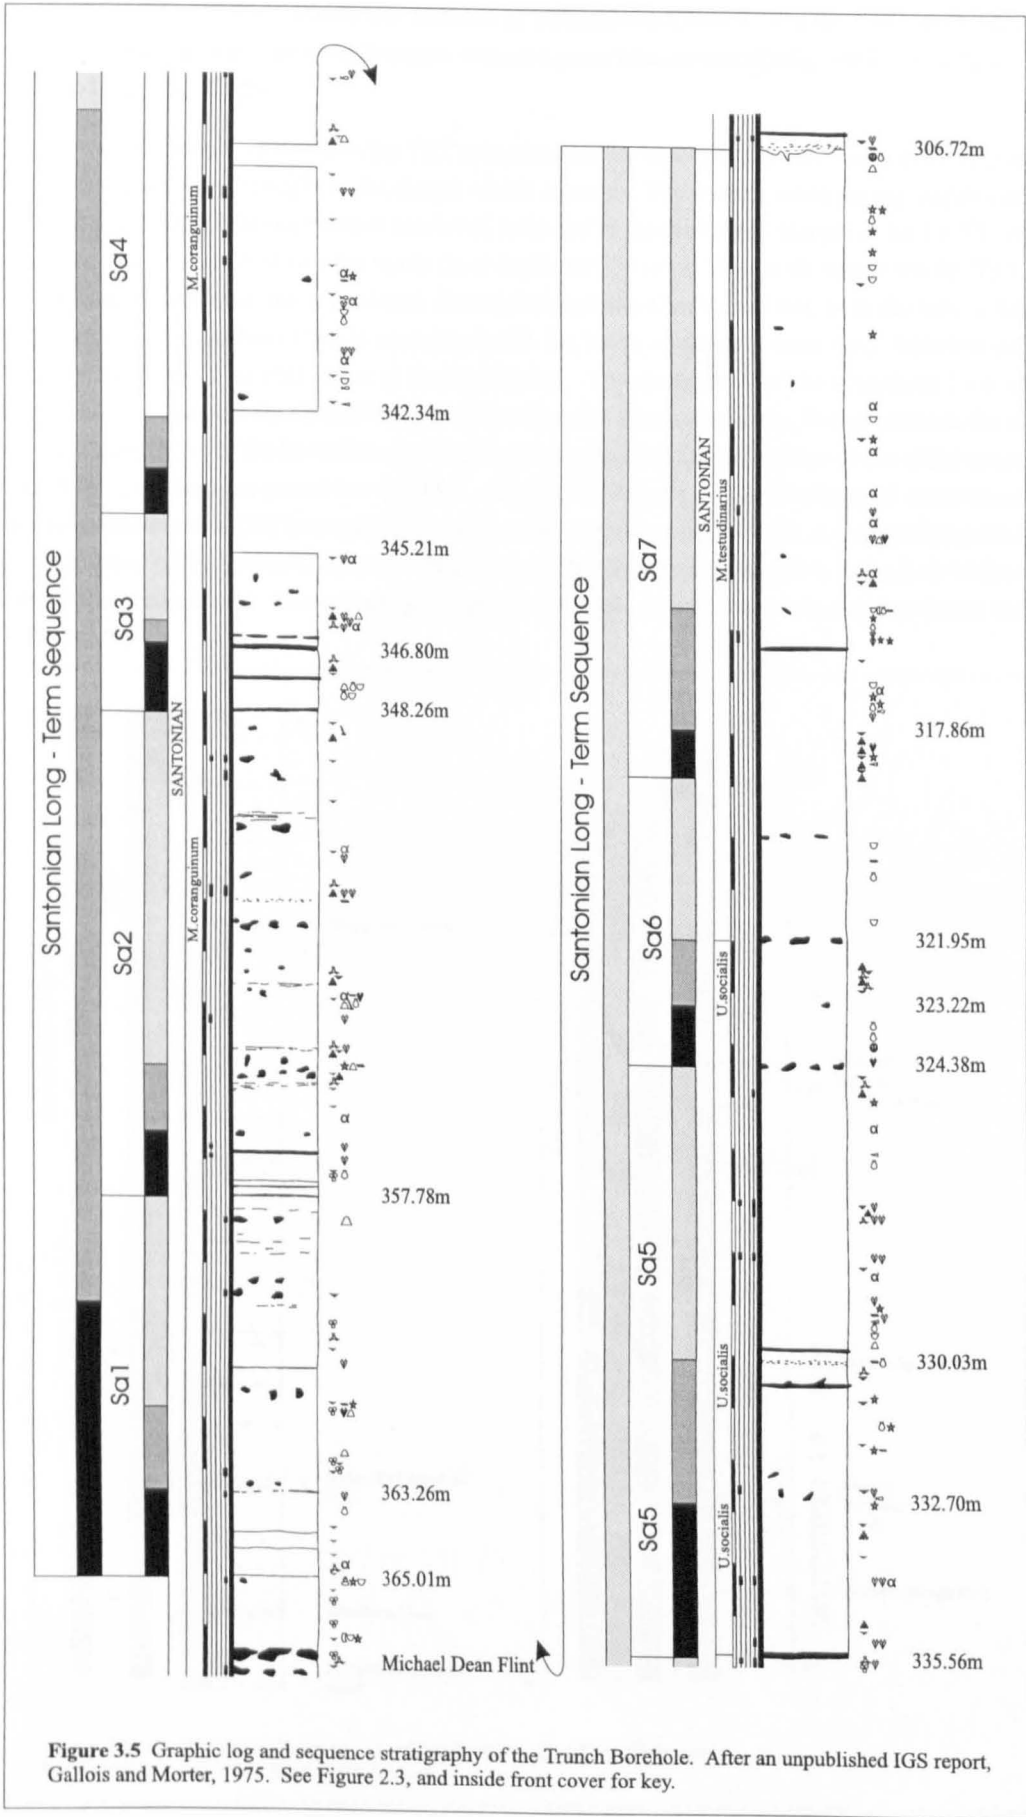 Santonian Long - Term Sequence
Sa4
Sa3
Sa2
Sa1
SANTONIAN
M.coranguinum
M.coranguinum
342.34m
345.21m
346.80m
348.26m
357.78m
363.26m
365.01m
Michael Dean Flint
Santonian Long - Term Sequence
Sa7
Sa6
Sa5
Sa5
SANTONIAN
M.testudinarius
U.socialis
U.socialis
U.socialis
306.72m
317.86m
321.95m
323.22m
324.38m
330.03m
332.70m
335.56m
Figure 3.5 Graphic log and sequence stratigraphy of the Trunch Borehole. After an unpublished IGS report,
Gallois and Morter, 1975. See Figure 2.3, and inside front cover for key.